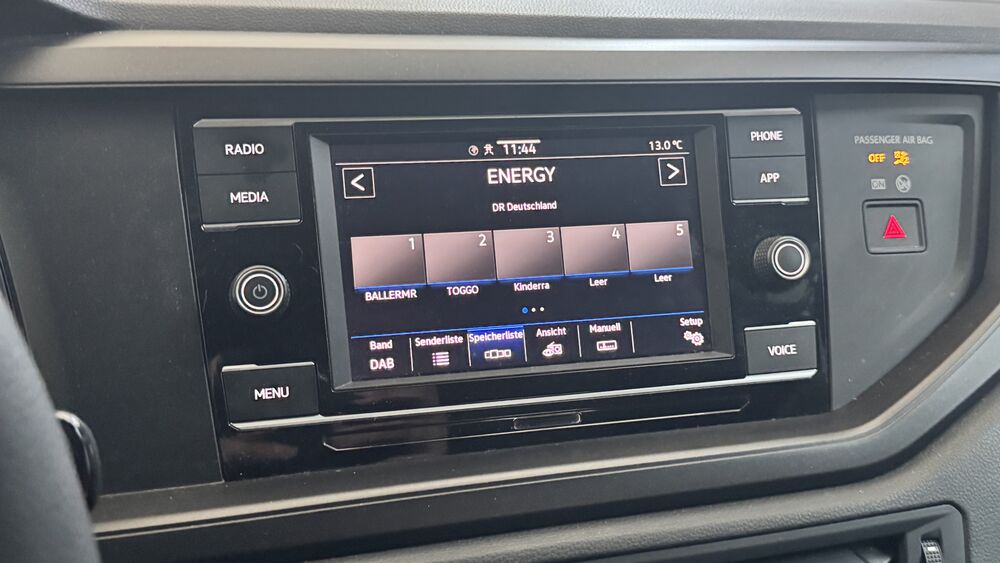 RADIO
MEDIA
MENU
11:44
13.0 °C
<
ENERGY
>
DR Deutschland
1
2
3
4
5
BALLERMR
TOGGO
Kinderra
Leer
Leer
Band
DAB
Senderliste
Speicherliste
Ansicht
Manuell
Setup
PHONE
APP
VOICE
PASSENGER AIR BAG
OFF
ON